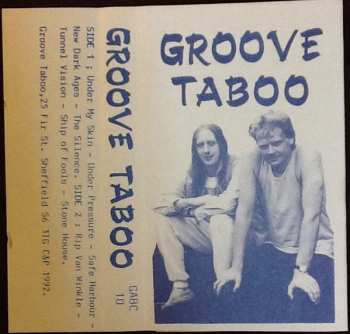 GROOVE
TABOO
GROOVE TABOO
GABC
10
SIDE 1 ; Under My Skin - Under Pressure - Safe Harbour -
New Dark Ages - The Silence. SIDE 2 ; Rip Van Winkle -
Tunnel Vision - Ship of Fools - Stone House.
Groove Taboo,25 Fir St. Sheffield S6 3TG C&P 1992.